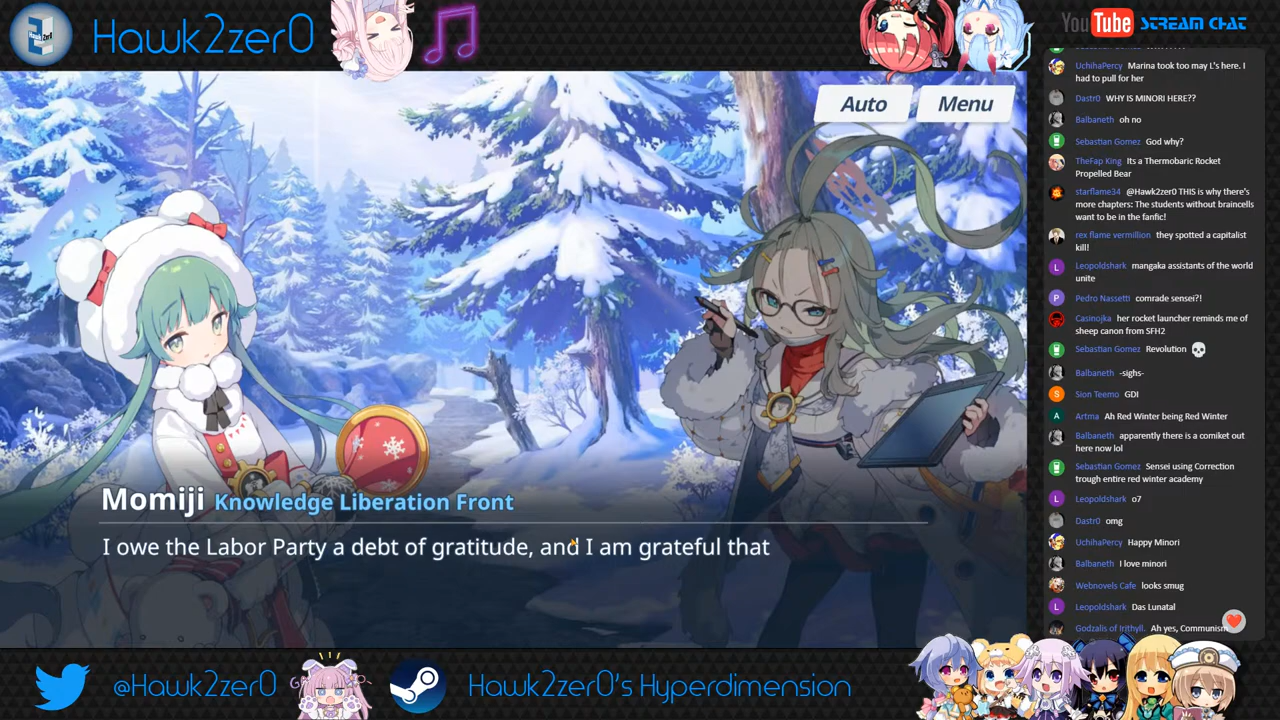 Hawk2zer0
YouTube STREAM CHAT
Auto
Menu
Momiji Knowledge Liberation Front
I owe the Labor Party a debt of gratitude, and I am grateful that
UchihaPercy Marina took too may L's here. I
had to pull for her
Dastr0 WHY IS MINORI HERE??
Balbaneth oh no
Sebastian Gomez God why?
TheFap King Its a Thermobaric Rocket
Propelled Bear
starflame34 @Hawk2zer0 THIS is why there's
more chapters: The students without braincells
want to be in the fanfic!
rex flame vermillion they spotted a capitalist
kill!
L Leopoldshark mangaka assistants of the world
unite
P Pedro Nassetti comrade sensei?!
Casinojka her rocket launcher reminds me of
sheep canon from SFH2
Sebastian Gomez Revolution 💀
Balbaneth -sighs-
S Sion Teemo GDI
A Artma Ah Red Winter being Red Winter
Balbaneth apparently there is a comiket out
here now lol
Sebastian Gomez Sensei using Correction
trough entire red winter academy
L Leopoldshark o7
Dastr0 omg
UchihaPercy Happy Minori
Balbaneth I love minori
Webnovels Cafe looks smug
L Leopoldshark Das Lunatal
Godzalis of Irithyll. Ah yes, Communism
@Hawk2zer0
Hawk2zer0's Hyperdimension